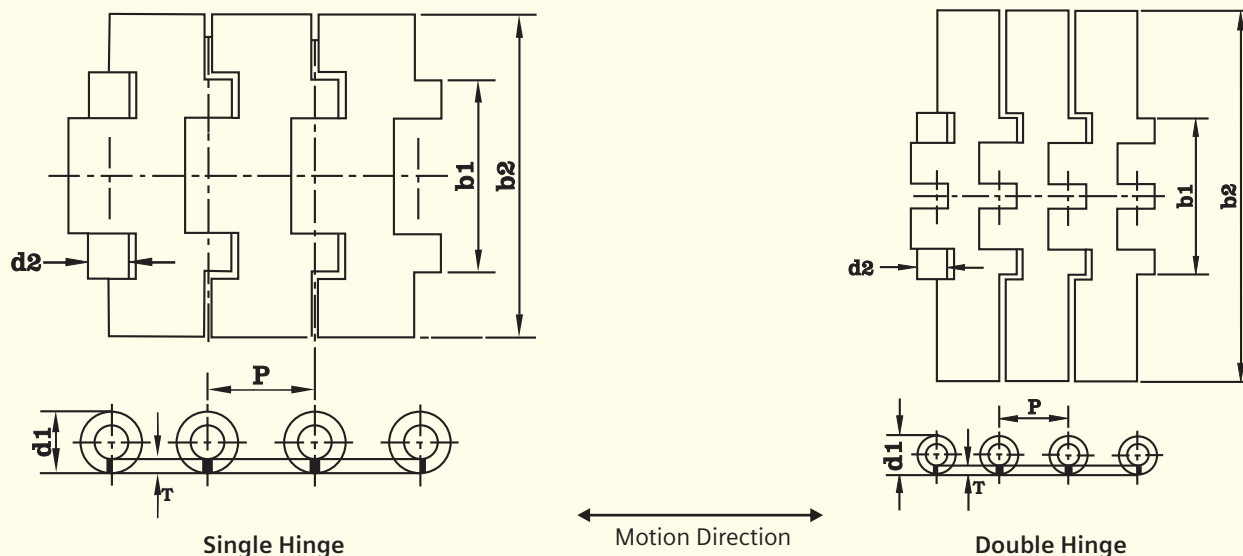 b1
b2
d2
P
d1
T
Single Hinge
Motion Direction
b1
b2
d2
P
d1
T
Double Hinge